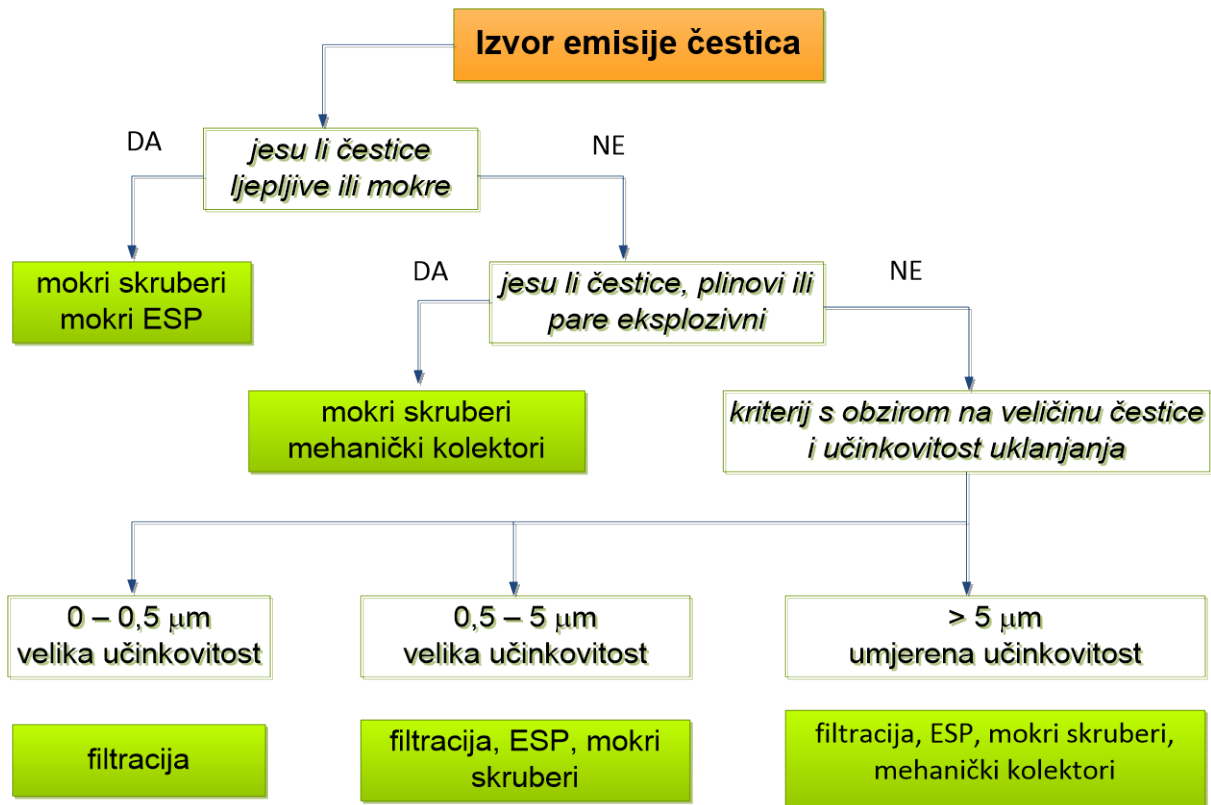 Izvor emisije čestica
DA
jesu li čestice
ljepljive ili mokre
NE
mokri skruberi
mokri ESP
DA
jesu li čestice, plinovi ili
pare eksplozivni
NE
mokri skruberi
mehanički kolektori
kriterij s obzirom na veličinu čestice
i učinkovitost uklanjanja
0 – 0,5 μm
velika učinkovitost
0,5 – 5 μm
velika učinkovitost
> 5 μm
umjerena učinkovitost
filtracija
filtracija, ESP, mokri
skruberi
filtracija, ESP, mokri skruberi,
mehanički kolektori